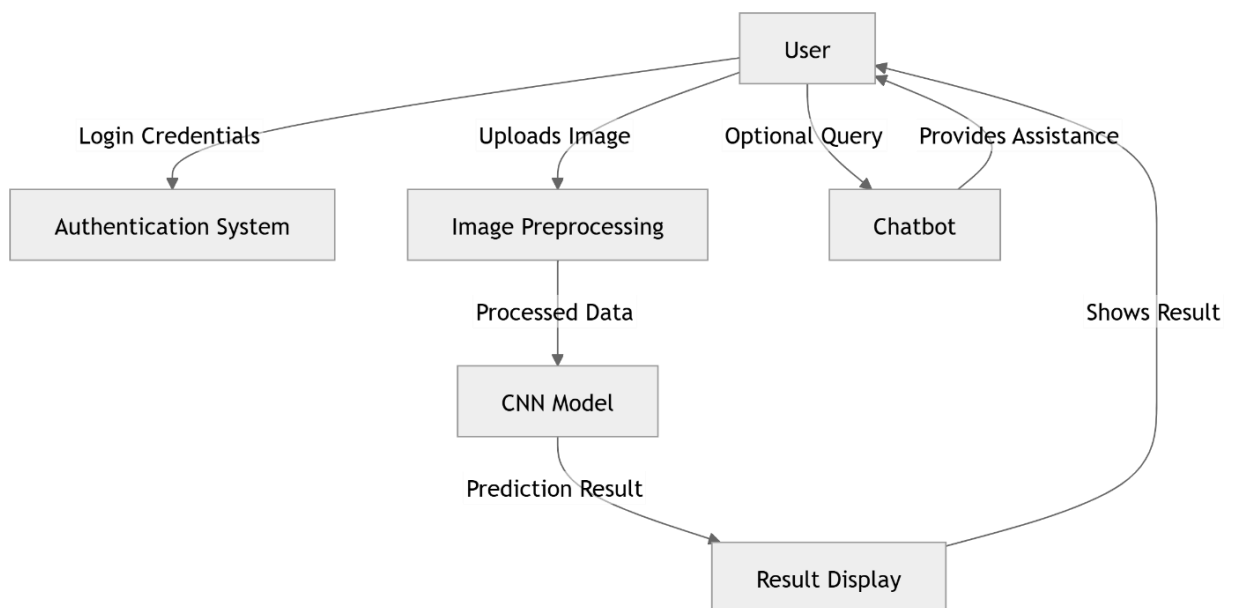 User
Login Credentials
Uploads Image
Optional Query
Provides Assistance
Authentication System
Image Preprocessing
Chatbot
Processed Data
Shows Result
CNN Model
Prediction Result
Result Display